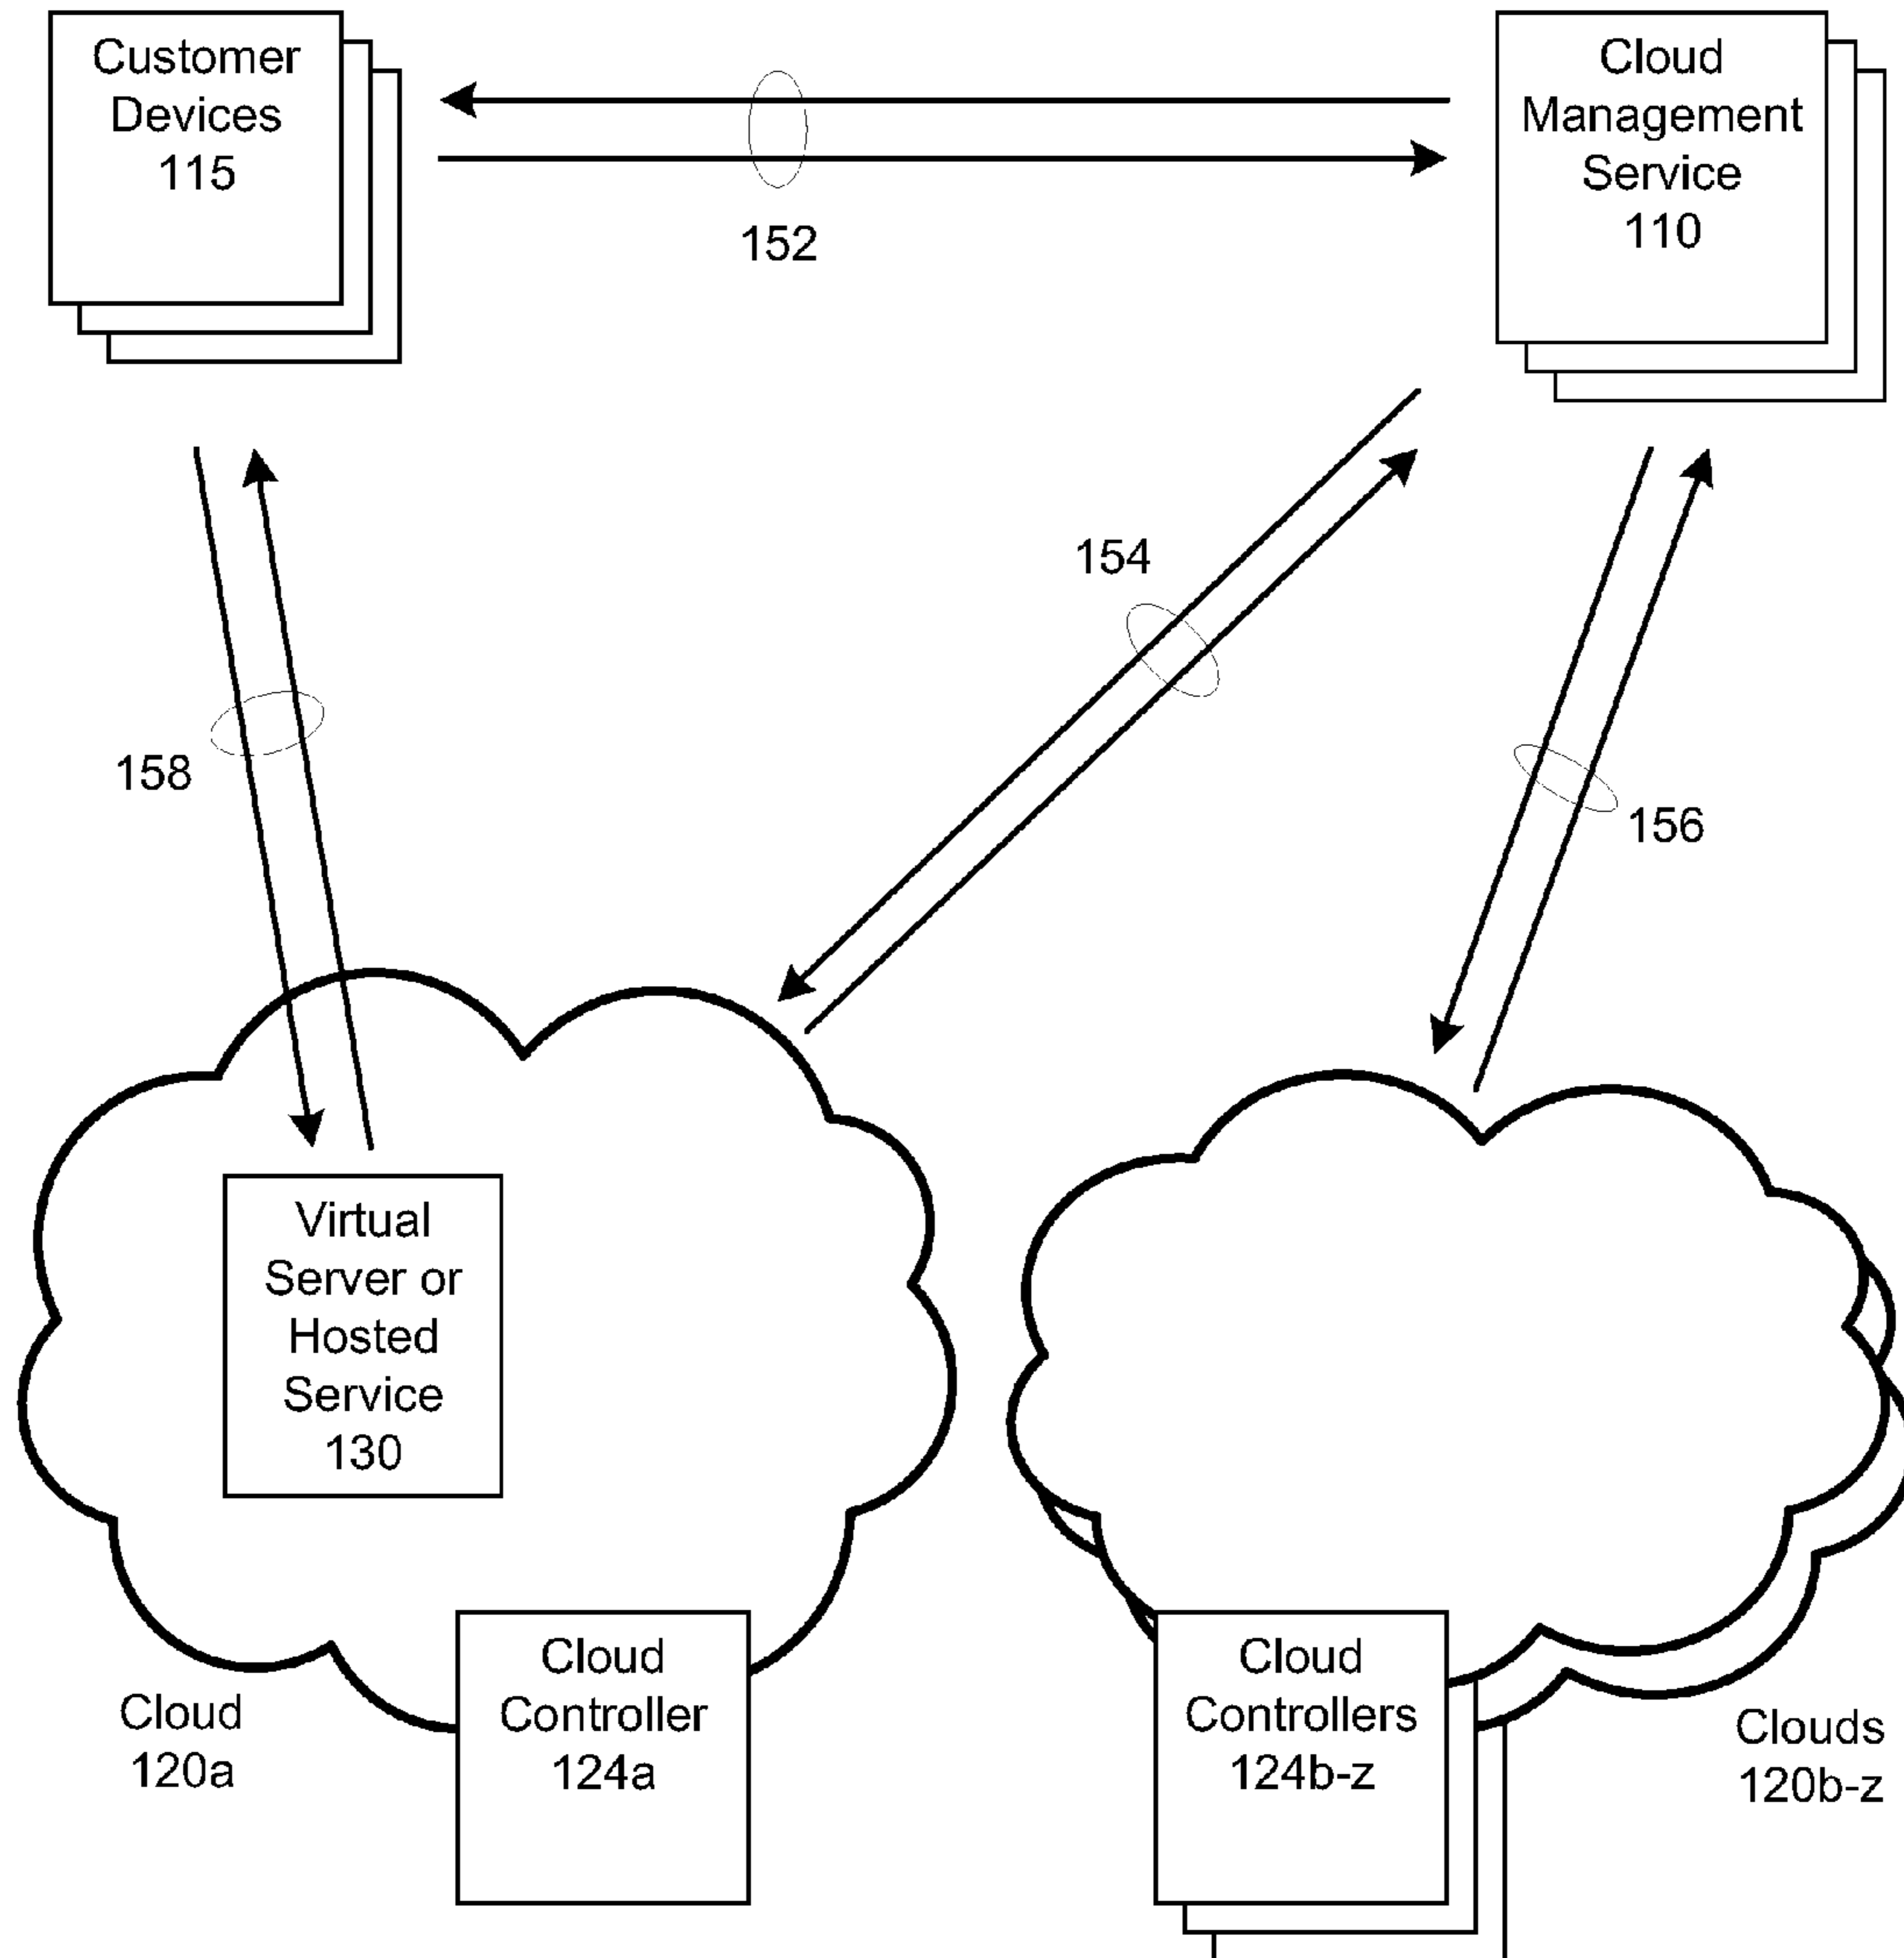 Customer
Devices
115
Cloud
Management
Service
110
152
154
158
156
Virtual
Server or
Hosted
Service
130
Cloud
120a
Cloud
Controller
124a
Cloud
Controllers
124b-z
Clouds
120b-z